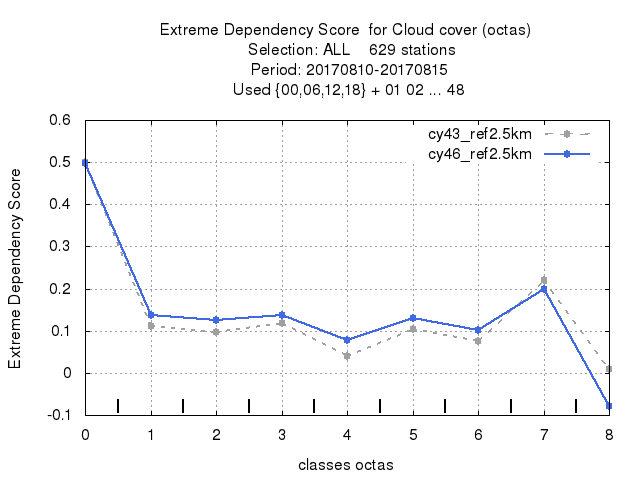 Extreme Dependency Score  for Cloud cover (octas)
Selection: ALL    629 stations
Period: 20170810-20170815
Used {00,06,12,18} + 01 02 ... 48
cy43_ref2.5km
cy46_ref2.5km
Extreme Dependency Score
0.6
0.5
0.4
0.3
0.2
0.1
0
-0.1
0 1 2 3 4 5 6 7 8
classes octas